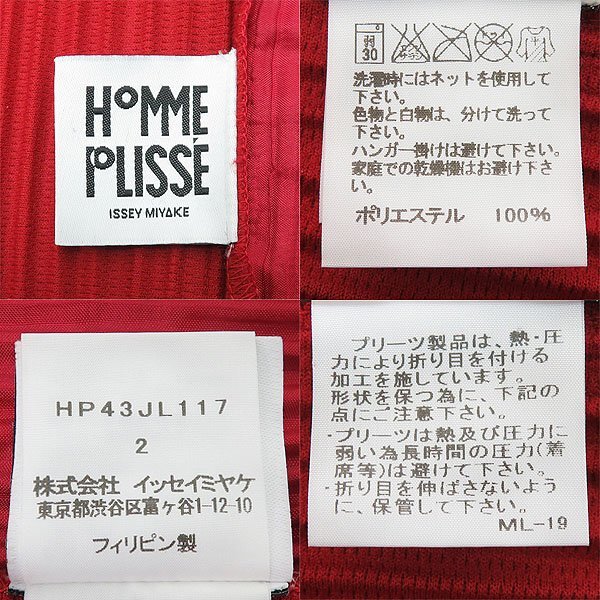 HOMME
PLISSÉ
ISSEY MIYAKE
弱
30
エンソ
サラシ
洗濯時にはネットを使用して
下さい。
色物と白物は、分けて洗って
下さい。
ハンガー掛けは避けて下さい。
家庭での乾燥機はお避け下さ
い。
ポリエステル 100%
HP43JL117
2
株式会社 イッセイミヤケ
東京都渋谷区富ヶ谷1-12-10
フィリピン製
プリーツ製品は、熱・圧
力により折り目を付ける
加工を施しています。
形状を保つ為に、下記の
点にご注意下さい。
・プリーツは熱及び圧力に
弱い為長時間の圧力(着
席等)は避けて下さい。
・折り目を伸ばさないよう
に、保管して下さい。
ML-19